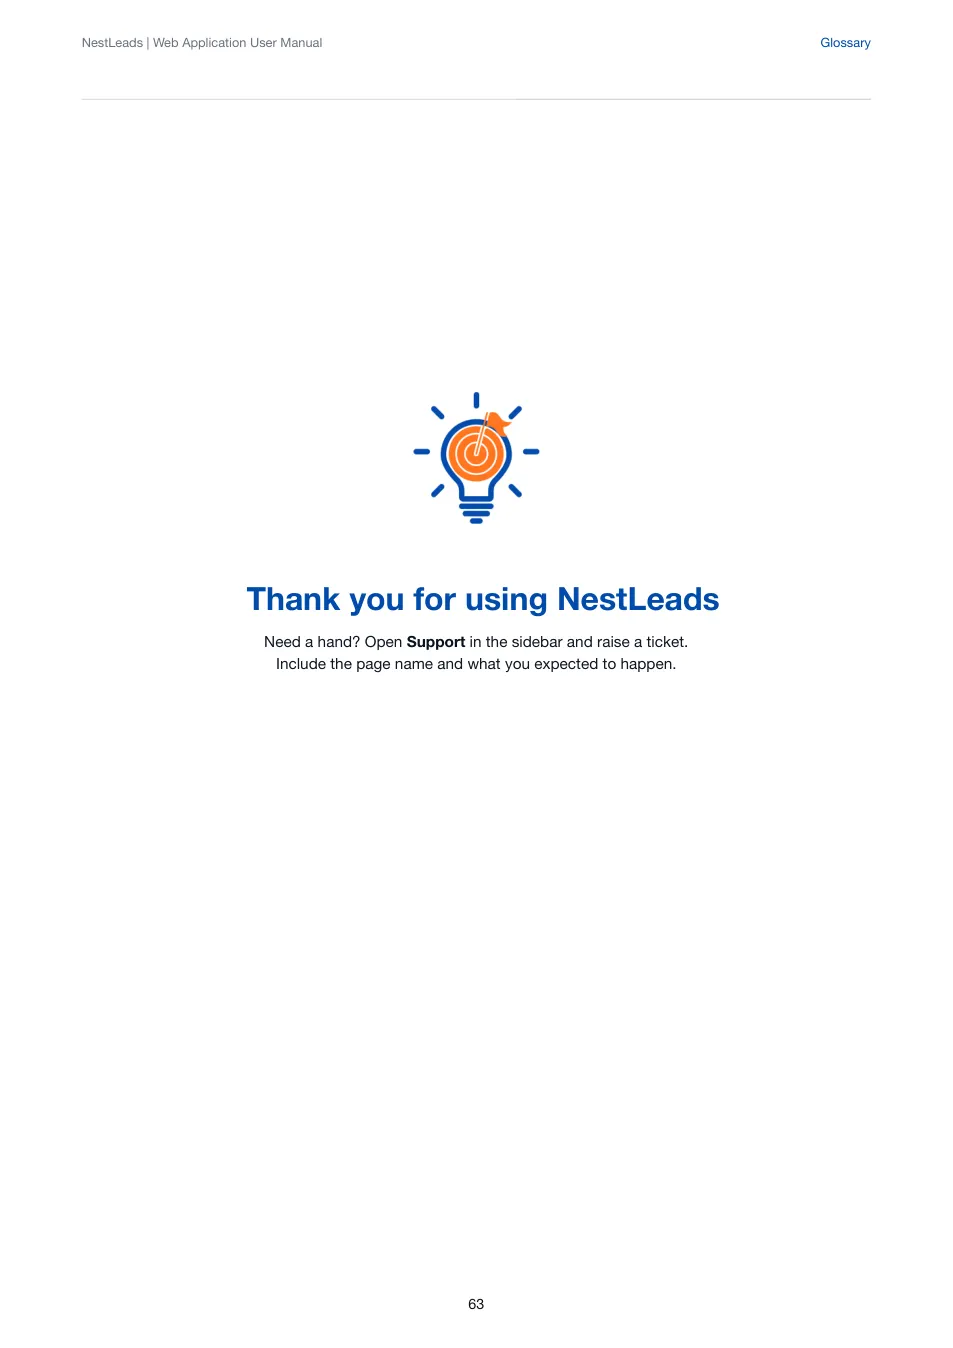 NestLeads | Web Application User Manual
Glossary
Thank you for using NestLeads
Need a hand? Open Support in the sidebar and raise a ticket.
Include the page name and what you expected to happen.
63